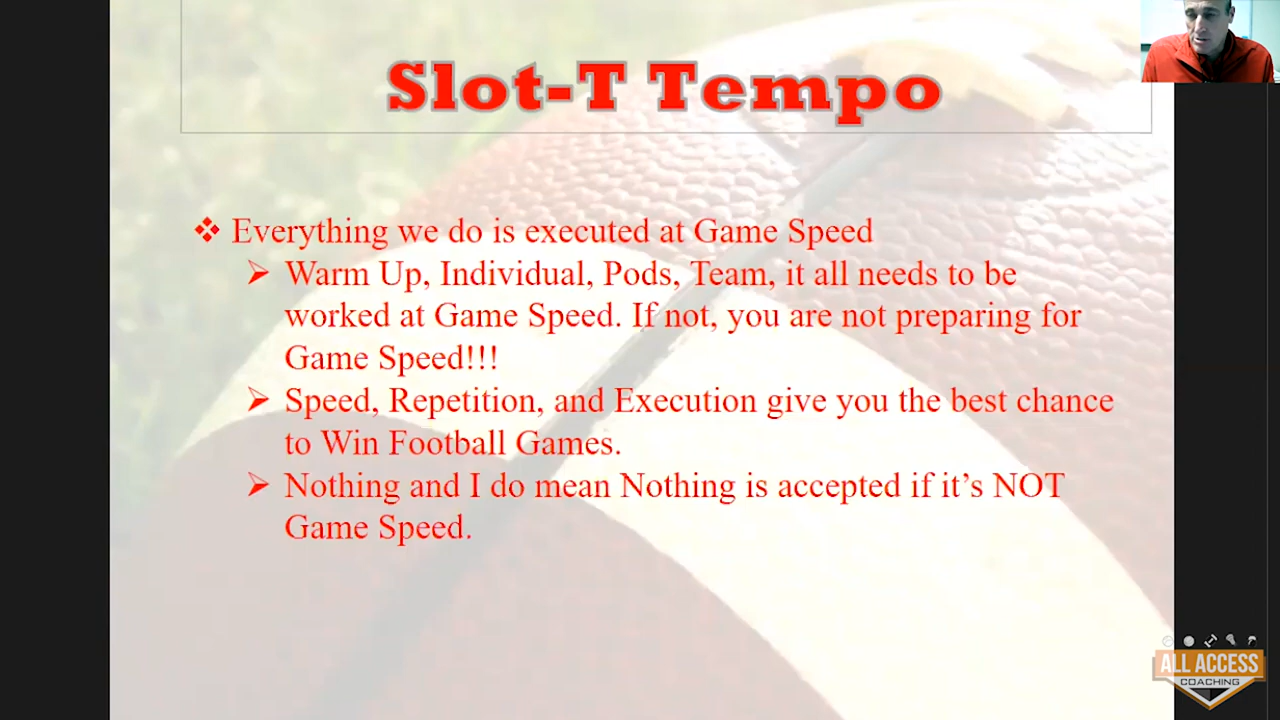 Slot-T Tempo
Everything we do is executed at Game Speed
Warm Up, Individual, Pods, Team, it all needs to be
worked at Game Speed. If not, you are not preparing for
Game Speed!!!
Speed, Repetition, and Execution give you the best chance
to Win Football Games.
Nothing and I do mean Nothing is accepted if it's NOT
Game Speed.
ALL ACCESS
COACHING